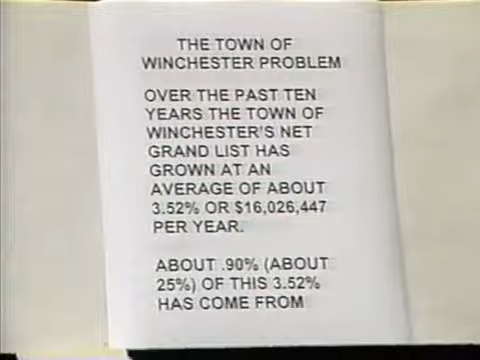 THE TOWN OF
WINCHESTER PROBLEM
OVER THE PAST TEN
YEARS THE TOWN OF
WINCHESTER'S NET
GRAND LIST HAS
GROWN AT AN
AVERAGE OF ABOUT
3.52% OR $16,026,447
PER YEAR.
ABOUT .90% (ABOUT
25%) OF THIS 3.52%
HAS COME FROM